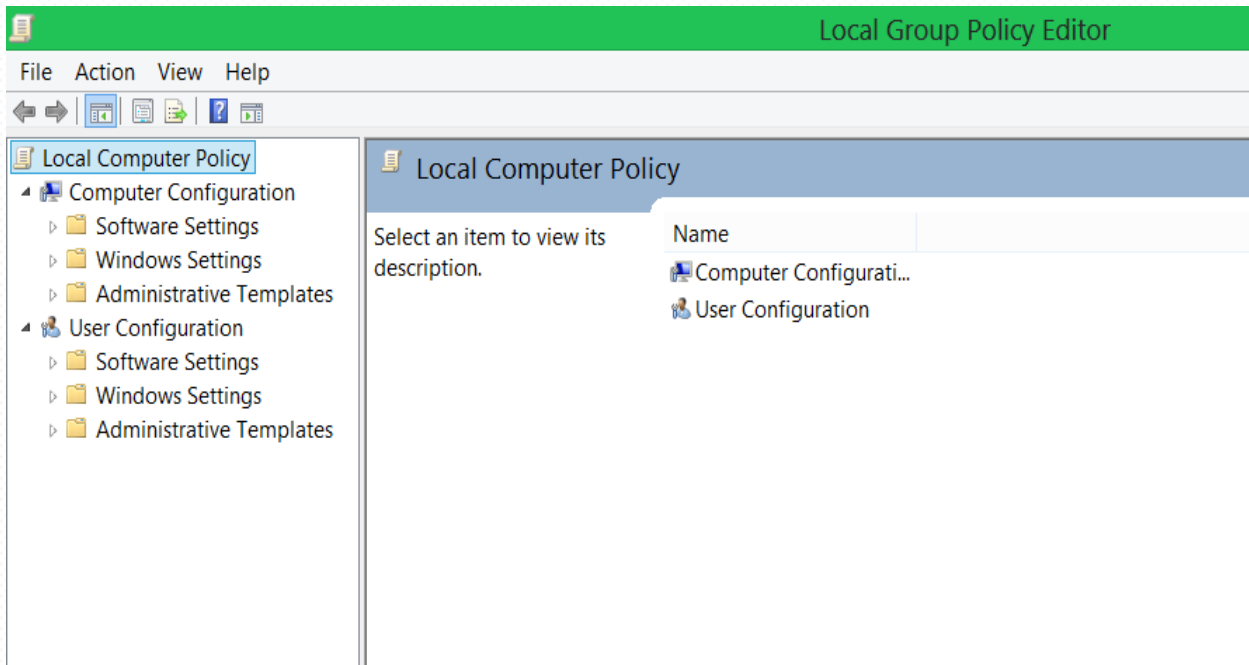 Local Group Policy Editor
File Action View Help
Local Computer Policy
Computer Configuration
Software Settings
Windows Settings
Administrative Templates
User Configuration
Software Settings
Windows Settings
Administrative Templates
Local Computer Policy
Select an item to view its
description.
Name
Computer Configurati...
User Configuration